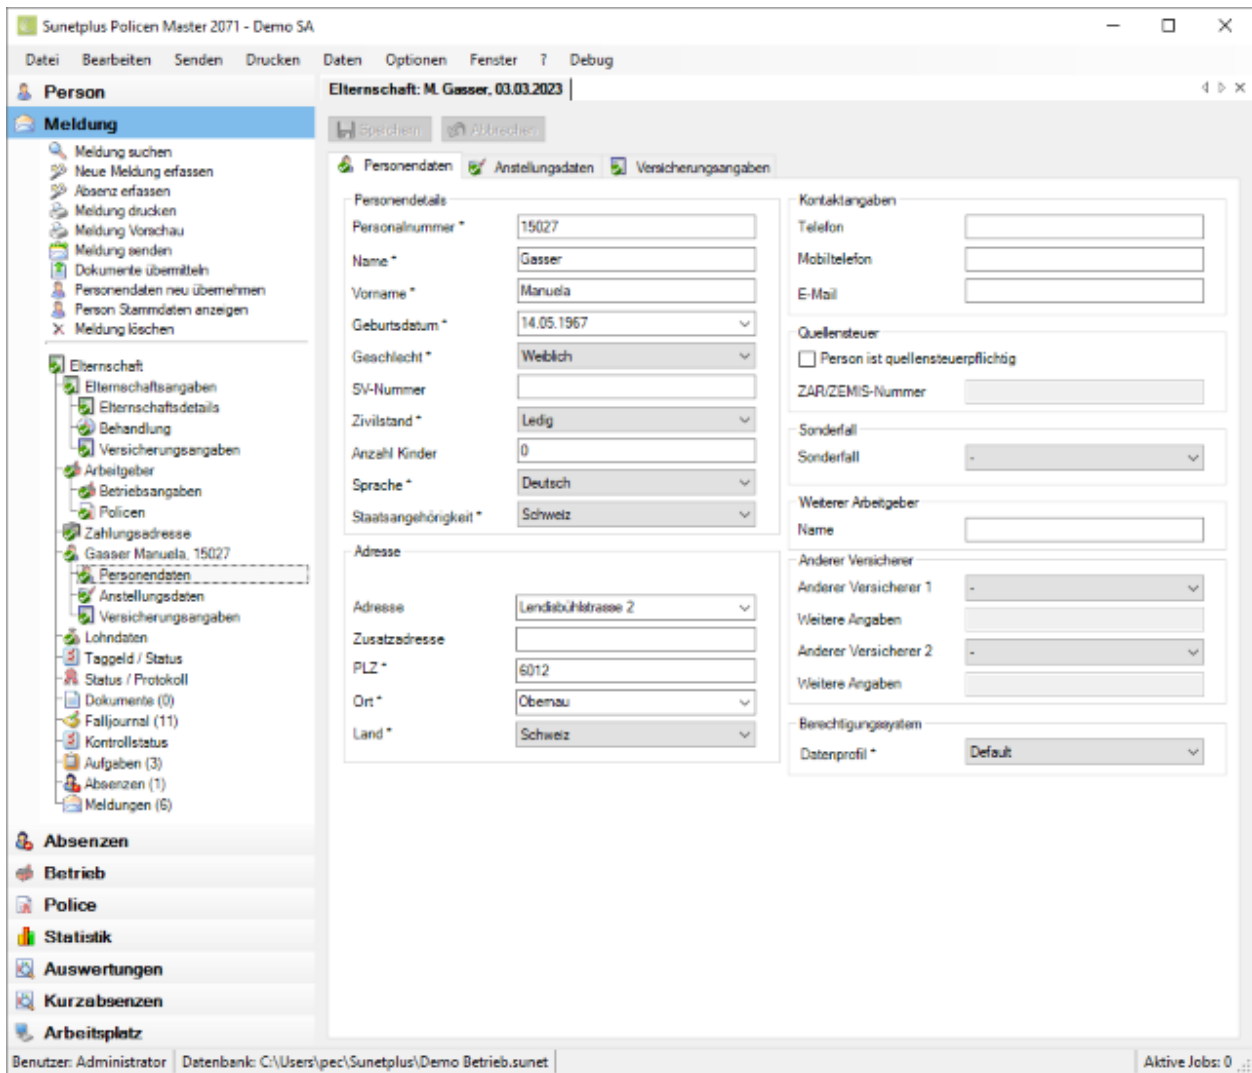 Sunetplus Policen Master 2071 - Demo SA
Datei Bearbeiten Senden Drucken Daten Optionen Fenster ? Debug
Person
Meldung
Meldung suchen
Neue Meldung erfassen
Absenz erfassen
Meldung drucken
Meldung Vorschau
Meldung senden
Dokumente übermitteln
Personendaten neu übernehmen
Person Stammdaten anzeigen
Meldung löschen
Elternschaft
Elternschaftsangaben
Elternschaftsdetails
Behandlung
Versicherungsangaben
Arbeitgeber
Betriebsangaben
Policen
Zahlungsadresse
Gasser Manuela, 15027
Personendaten
Anstellungsdaten
Versicherungsangaben
Lohndaten
Taggeld / Status
Status / Protokoll
Dokumente (0)
Falljournal (11)
Kontrollstatus
Aufgaben (3)
Absenzen (1)
Meldungen (6)
Absenzen
Betrieb
Police
Statistik
Auswertungen
Kurzabsenzen
Arbeitsplatz
Elternschaft: M. Gasser, 03.03.2023
Speichern Abbrechen
Personendaten Anstellungsdaten Versicherungsangaben
Personendetails
Personalnummer * 15027
Name * Gasser
Vorname * Manuela
Geburtsdatum * 14.05.1967
Geschlecht * Weiblich
SV-Nummer
Zivilstand * Ledig
Anzahl Kinder 0
Sprache * Deutsch
Staatsangehörigkeit * Schweiz
Adresse
Adresse Lendisbühlstrasse 2
Zusatzadresse
PLZ * 6012
Ort * Obernau
Land * Schweiz
Kontaktangaben
Telefon
Mobiltelefon
E-Mail
Quellensteuer
Person ist quellensteuerpflichtig
ZAR/ZEMIS-Nummer
Sonderfall
Sonderfall -
Weiterer Arbeitgeber
Name
Anderer Versicherer
Anderer Versicherer 1 -
Weitere Angaben
Anderer Versicherer 2 -
Weitere Angaben
Berechtigungssystem
Datenprofil * Default
Benutzer: Administrator Datenbank: C:\Users\pec\Sunetplus\Demo Betrieb.sunet Aktive Jobs: 0